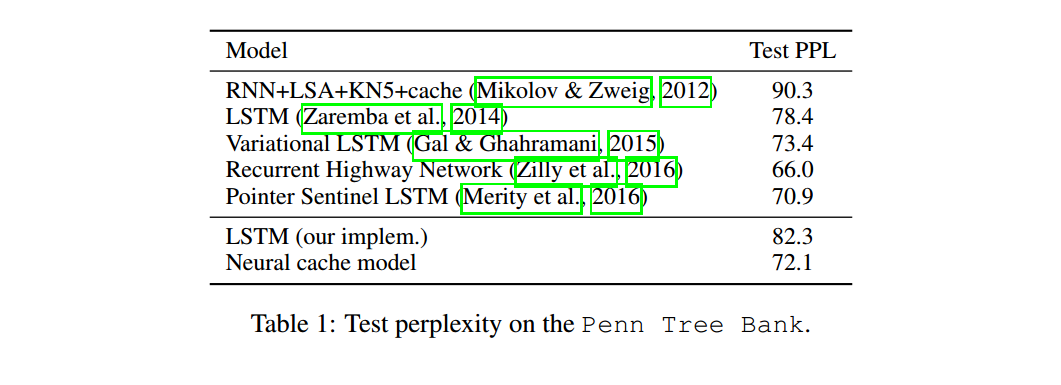 Model Test PPL
RNN+LSA+KN5+cache (Mikolov & Zweig, 2012) 90.3
LSTM (Zaremba et al., 2014) 78.4
Variational LSTM (Gal & Ghahramani, 2015) 73.4
Recurrent Highway Network (Zilly et al., 2016) 66.0
Pointer Sentinel LSTM (Merity et al., 2016) 70.9
LSTM (our implem.) 82.3
Neural cache model 72.1
Table 1: Test perplexity on the Penn Tree Bank.